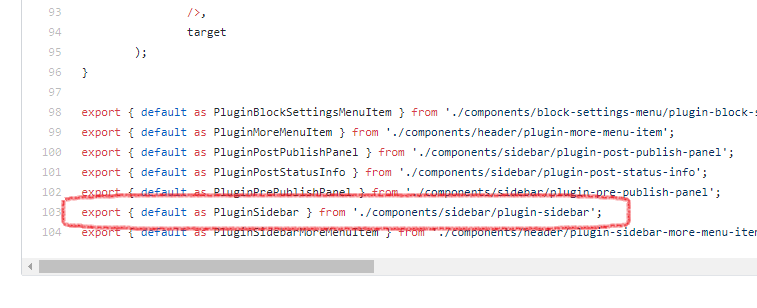 93 />,
94 target
95 );
96 }
97
98 export { default as PluginBlockSettingsMenuItem } from './components/block-settings-menu/plugin-block-s
99 export { default as PluginMoreMenuItem } from './components/header/plugin-more-menu-item';
100 export { default as PluginPostPublishPanel } from './components/sidebar/plugin-post-publish-panel';
101 export { default as PluginPostStatusInfo } from './components/sidebar/plugin-post-status-info';
102 export { default as PluginPrePublishPanel } from './components/sidebar/plugin-pre-publish-panel';
103 export { default as PluginSidebar } from './components/sidebar/plugin-sidebar';
104 export { default as PluginSidebarMoreMenuItem } from './components/header/plugin-sidebar-more-menu-item